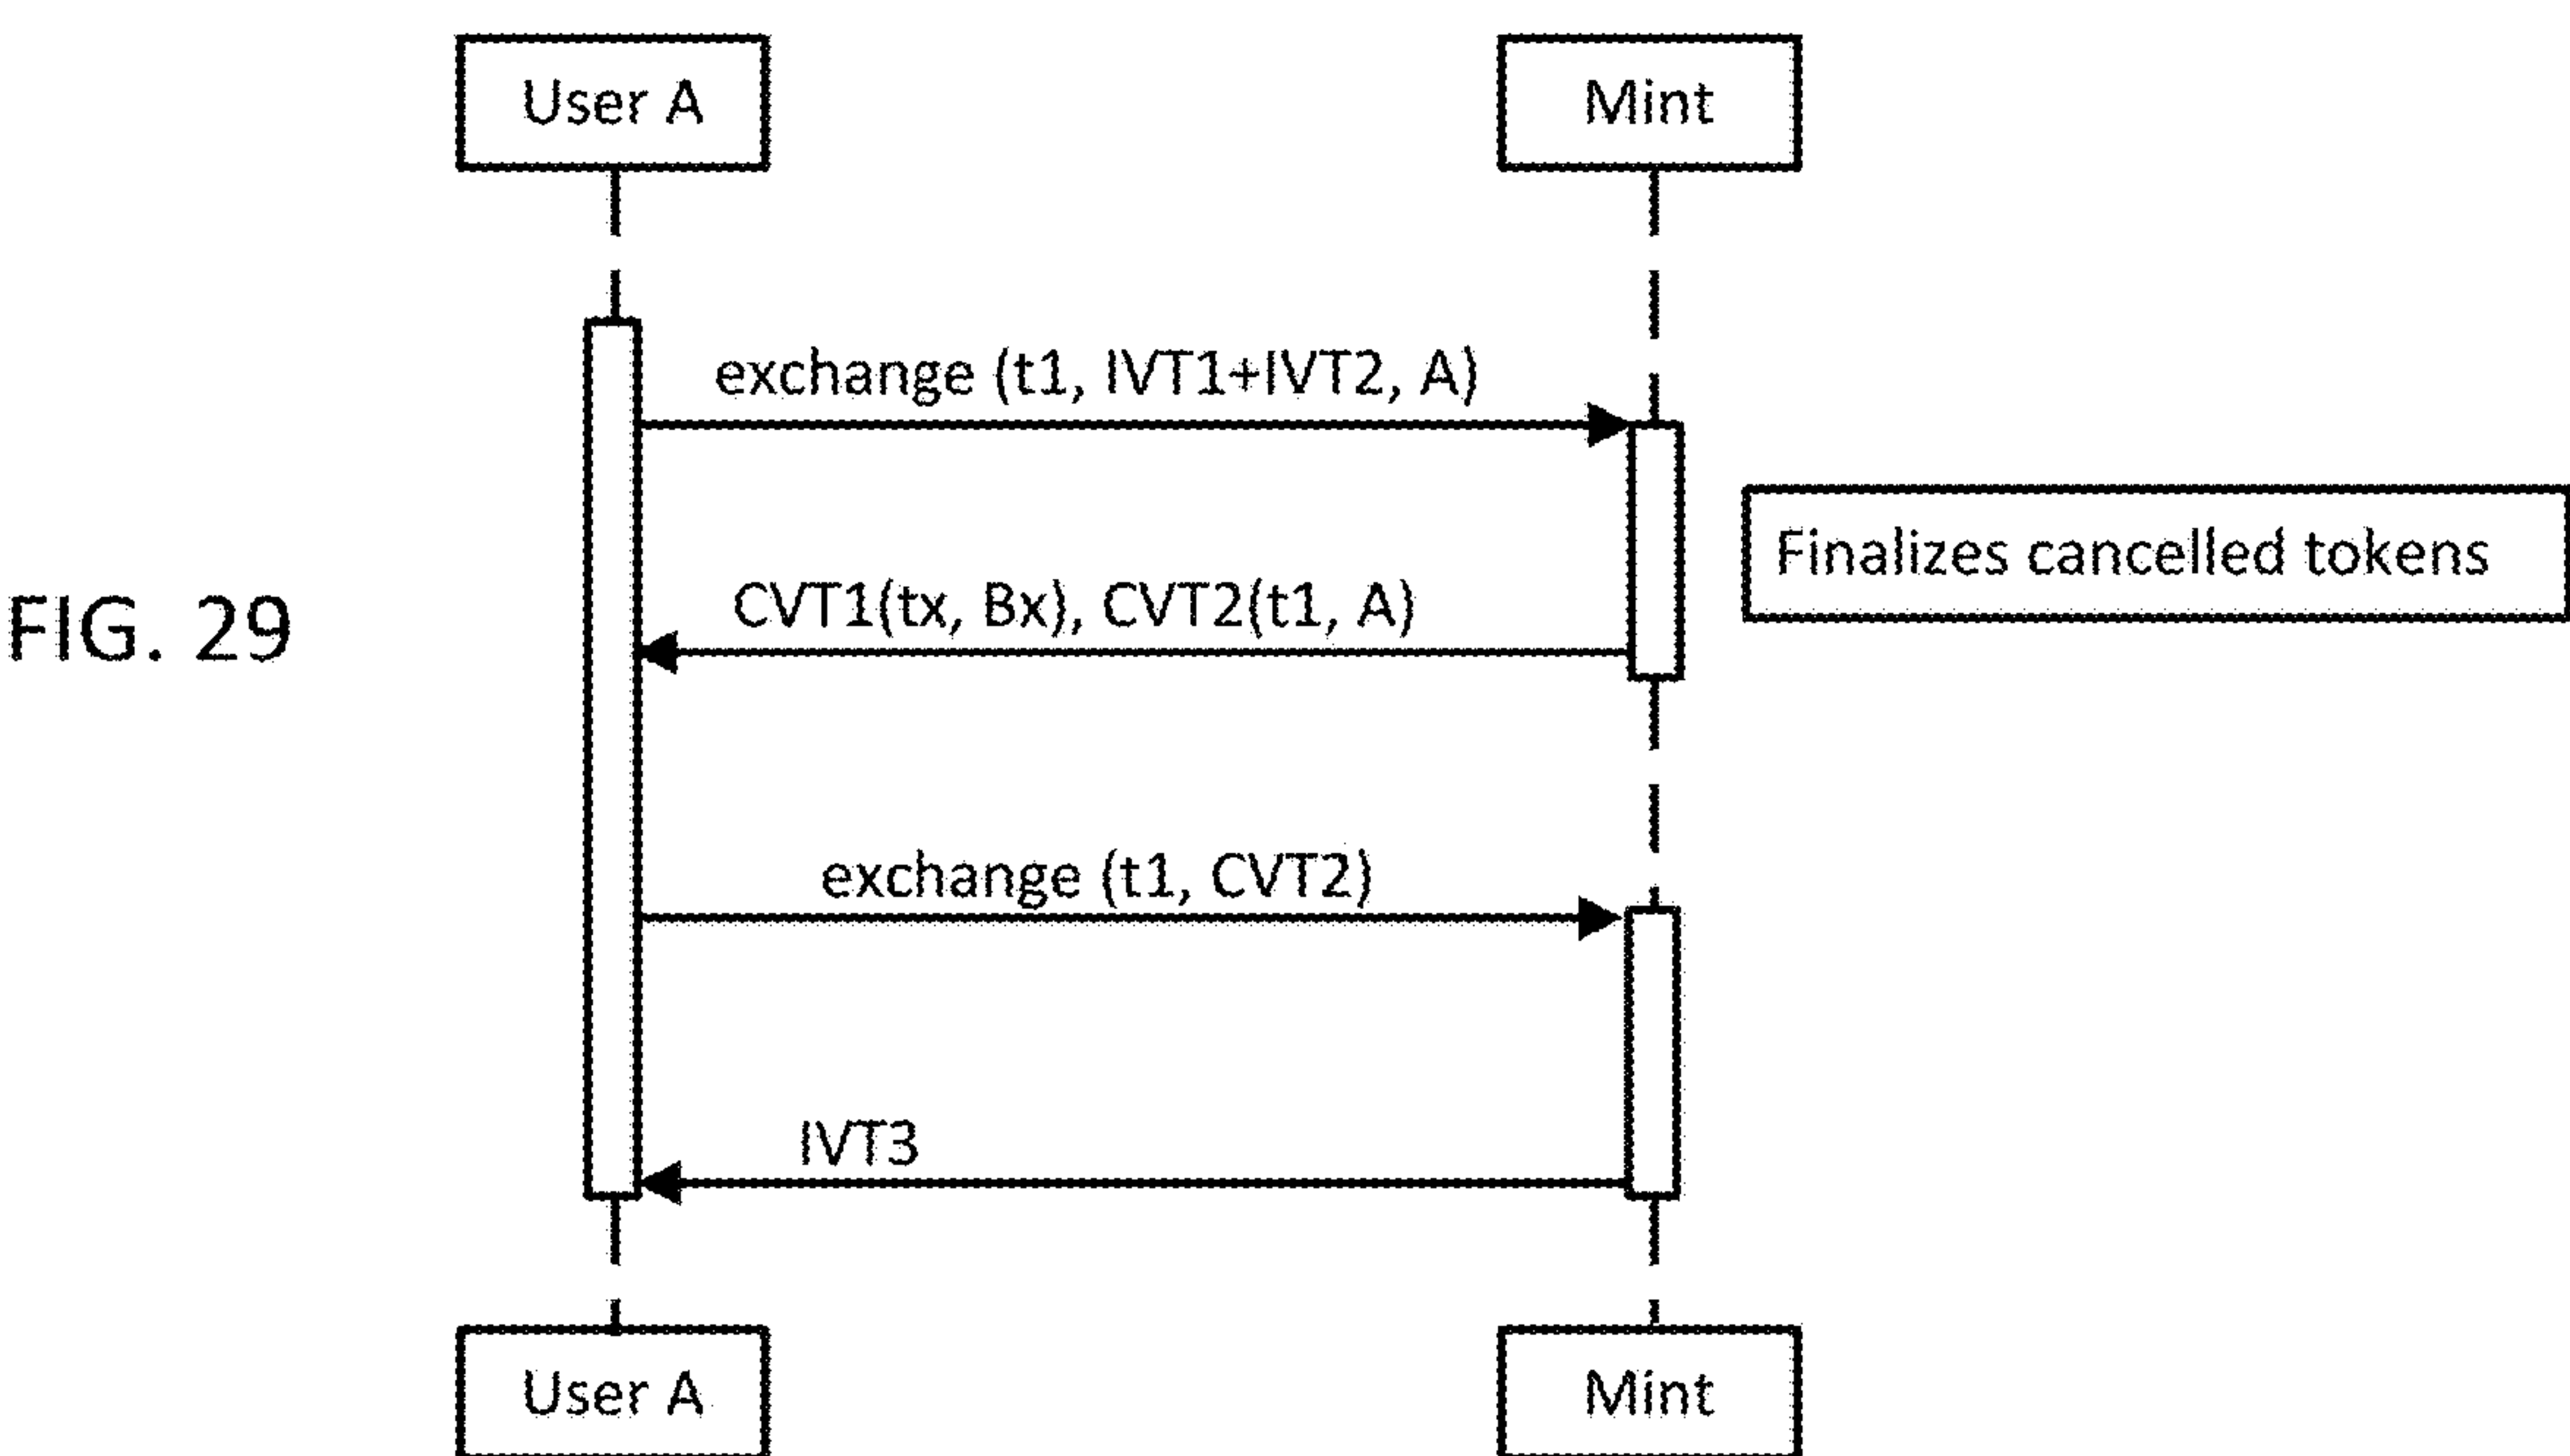 User A
Mint
exchange (t1, IVT1+IVT2, A)
Finalizes cancelled tokens
CVT1(tx, Bx), CVT2(t1, A)
FIG. 29
exchange (t1, CVT2)
IVT3
User A
Mint